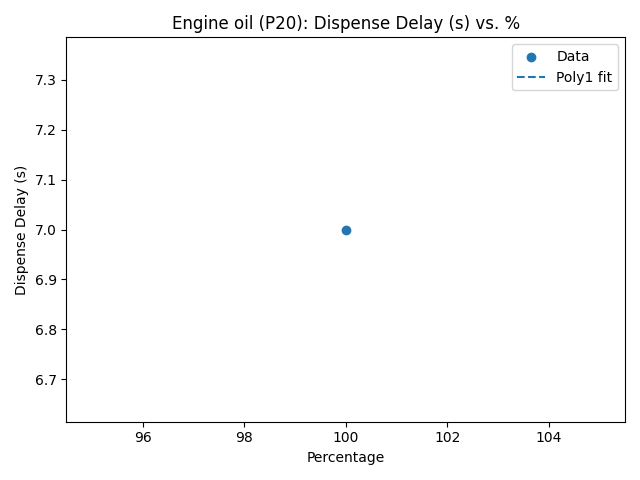 Engine oil (P20): Dispense Delay (s) vs. %
Data
Poly1 fit
Dispense Delay (s)
7.3
7.2
7.1
7.0
6.9
6.8
6.7
96 98 100 102 104
Percentage